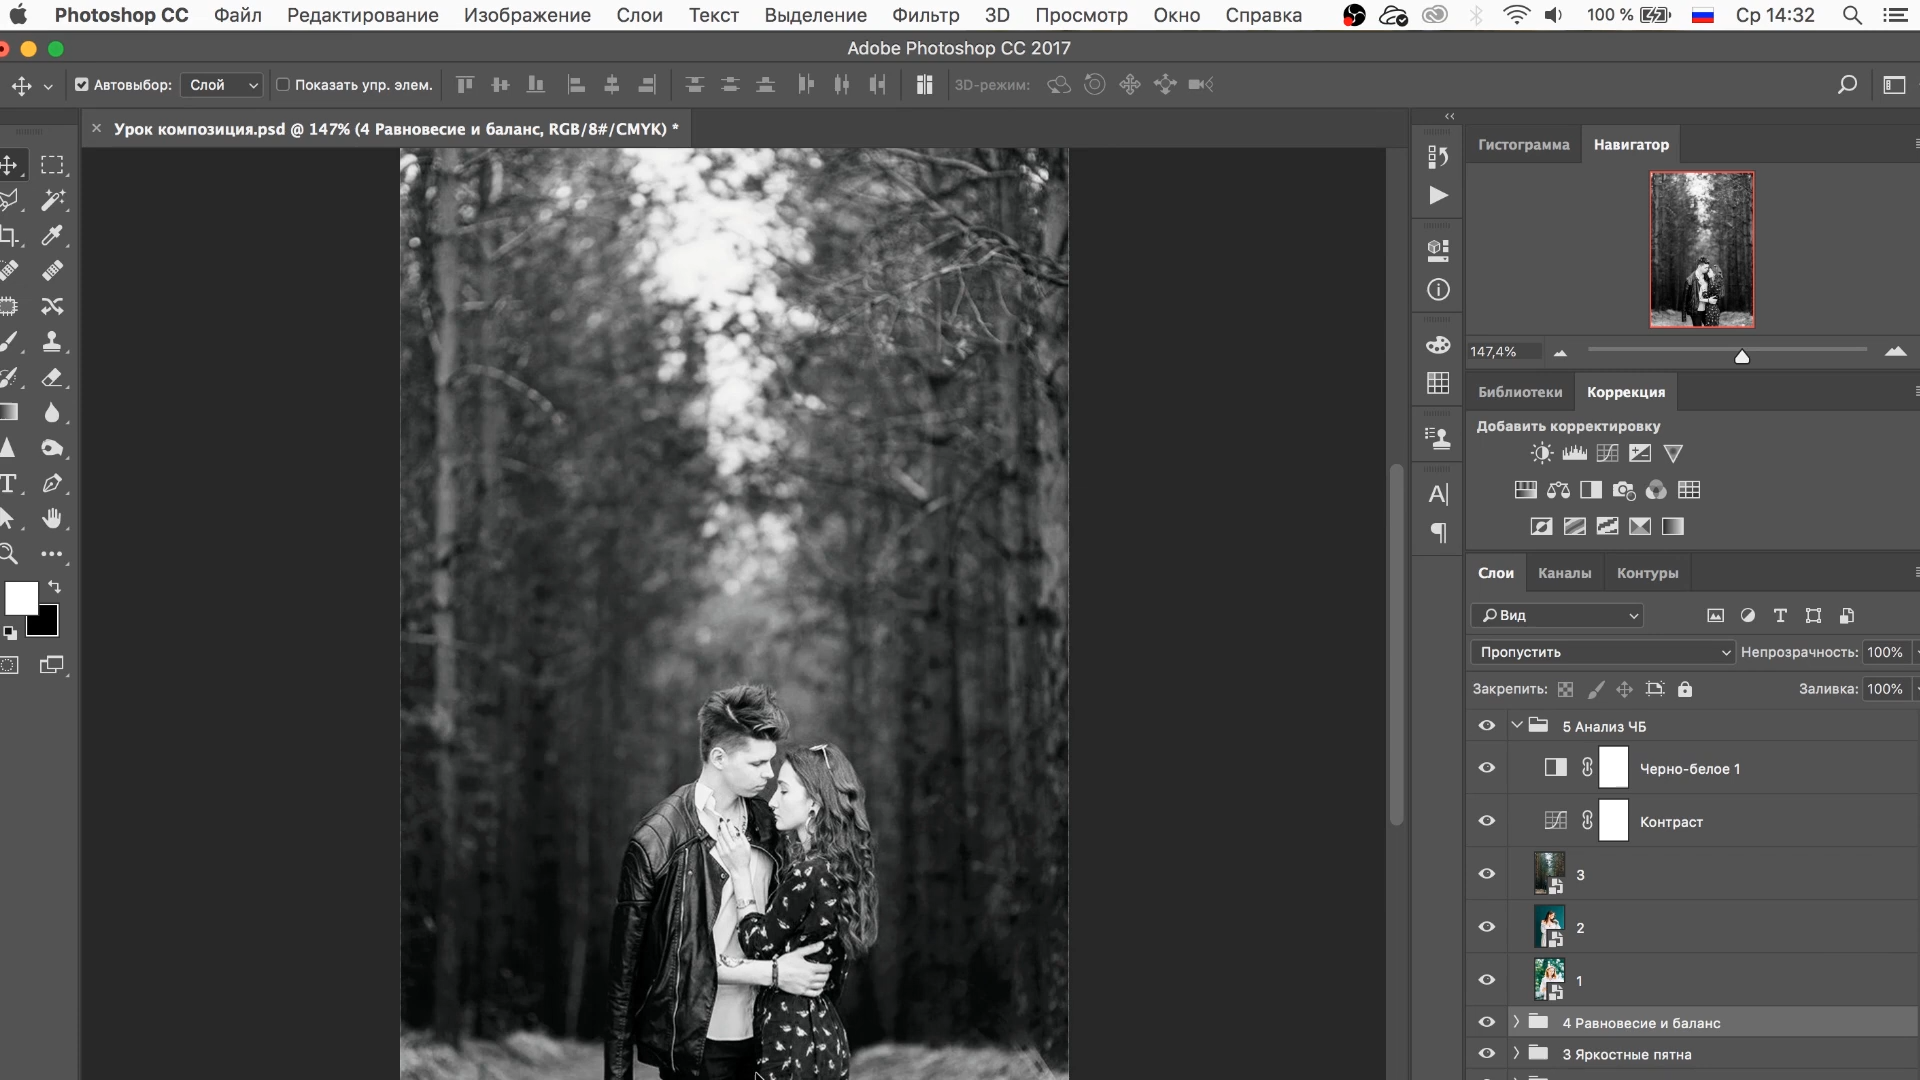 Photoshop CC Файл Редактирование Изображение Слои Текст Выделение Фильтр 3D Просмотр Окно Справка 100 % Ср 14:32
Adobe Photoshop CC 2017
Автовыбор: Слой Показать упр. элем. 3D-режим:
× Урок композиция.psd @ 147% (4 Равновесие и баланс, RGB/8#/CMYK) *
Гистограмма Навигатор
147,4%
Библиотеки Коррекция
Добавить корректировку
Слои Каналы Контуры
Вид
Пропустить Непрозрачность: 100%
Закрепить: Заливка: 100%
5 Анализ ЧБ
Черно-белое 1
Контраст
3
2
1
4 Равновесие и баланс
3 Яркостные пятна